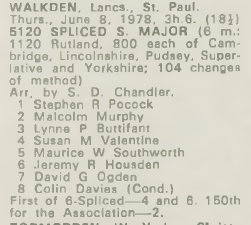 WALKDEN, Lancs., St. Paul.
Thurs., June 8, 1978, 3h.6. (18½)
5120 SPLICED S. MAJOR (6 m.:
1120 Rutland, 800 each of Cam-
bridge, Lincolnshire, Pudsey, Super-
lative and Yorkshire; 104 changes
of method)
Arr. by S. D. Chandler.
1 Stephen R Pocock
2 Malcolm Murphy
3 Lynne P Buttifant
4 Susan M Valentine
5 Maurice W Southworth
6 Jeremy R Housden
7 David G Ogden
8 Colin Davies (Cond.)
First of 6-Spliced—4 and 6. 150th
for the Association—2.